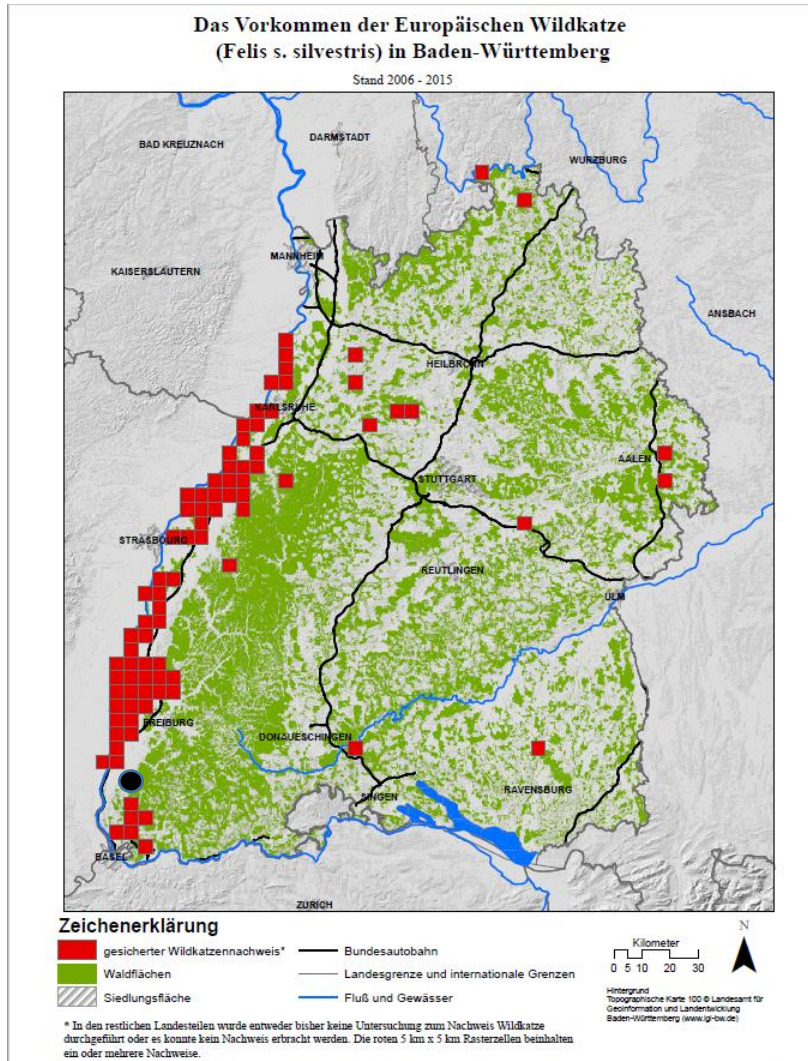 Das Vorkommen der Europäischen Wildkatze
(Felis s. silvestris) in Baden-Württemberg
Stand 2006 - 2015
DARMSTADT
BAD KREUZNACH
WURZBURG
MANNHEIM
KAISERSLAUTERN
ANSBACH
HEILBRONN
KARLSRUHE
AALEN
STUTTGART
STRASBOURG
REUTLINGEN
ULM
FREIBURG
DONAUESCHINGEN
RAVENSBURG
SINGEN
BASEL
ZURICH
Zeichenerklärung
gesicherter Wildkatzennachweis*
Waldflächen
Siedlungsfläche
Bundesautobahn
Landesgrenze und internationale Grenzen
Fluß und Gewässer
Kilometer
0 5 10 20 30
N
Hintergrund
Topographische Karte 100 © Landesamt für
Geoinformation und Landentwicklung
Baden-Württemberg (www.lgl-bw.de)
* In den restlichen Landesteilen wurde entweder bisher keine Untersuchung zum Nachweis Wildkatze
durchgeführt oder es konnte kein Nachweis erbracht werden. Die roten 5 km x 5 km Rasterzellen beinhalten
ein oder mehrere Nachweise.